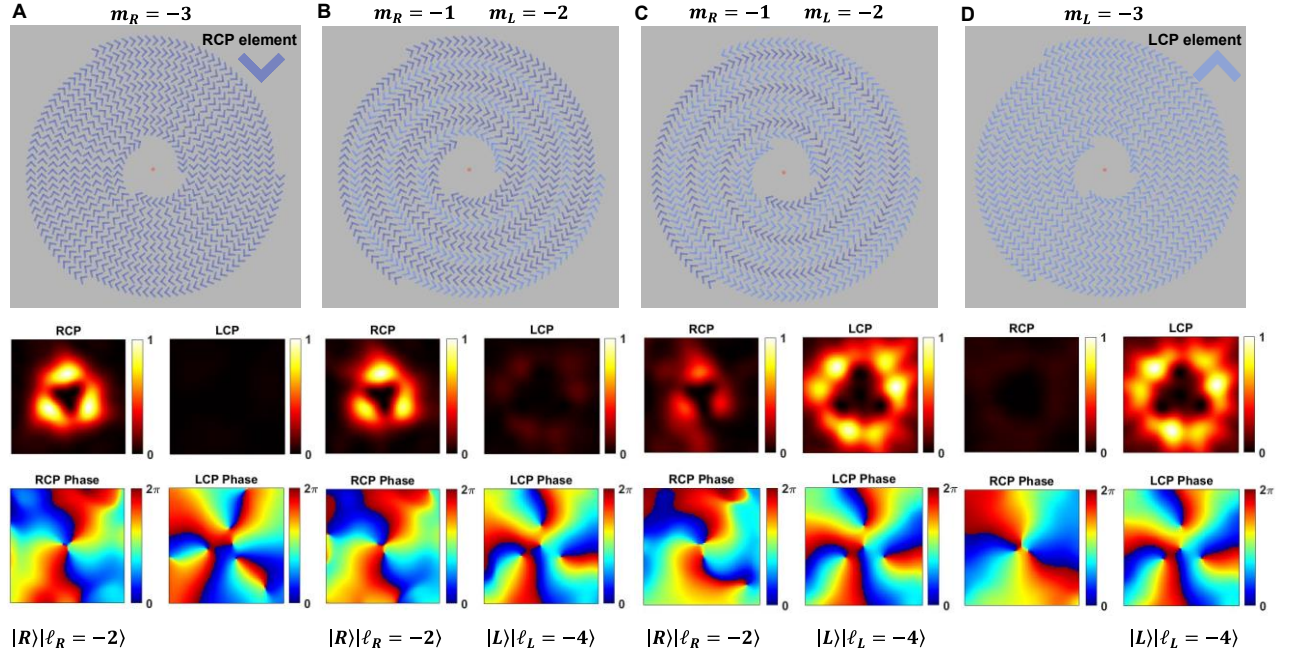 A
m_R = −3
RCP element
B
m_R = −1
m_L = −2
C
m_R = −1
m_L = −2
D
m_L = −3
LCP element
RCP
1
0
LCP
1
0
RCP
1
0
LCP
1
0
RCP
1
0
LCP
1
0
RCP
1
0
LCP
1
0
RCP Phase
2π
0
LCP Phase
2π
0
RCP Phase
2π
0
LCP Phase
2π
0
RCP Phase
2π
0
LCP Phase
2π
0
RCP Phase
2π
0
LCP Phase
2π
0
|R⟩|ℓ_R = −2⟩
|R⟩|ℓ_R = −2⟩
|L⟩|ℓ_L = −4⟩
|R⟩|ℓ_R = −2⟩
|L⟩|ℓ_L = −4⟩
|L⟩|ℓ_L = −4⟩